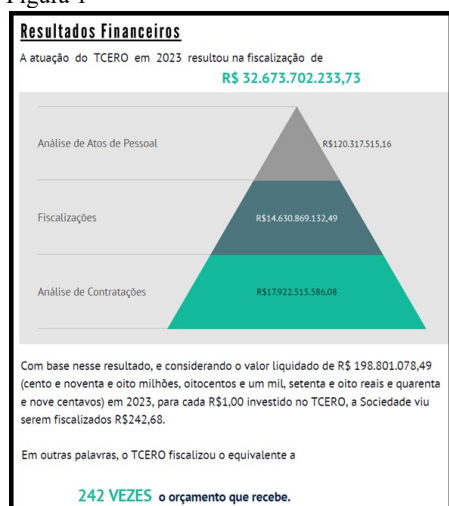 Resultados Financeiros
A atuação do TCERO em 2023 resultou na fiscalização de
R$ 32.673.702.233,73
Análise de Atos de Pessoal
R$120.317.515,16
Fiscalizações
R$14.630.869.132,49
Análise de Contratações
R$17.922.515.586,08
Com base nesse resultado, e considerando o valor liquidado de R$ 198.801.078,49
(cento e noventa e oito milhões, oitocentos e um mil, setenta e oito reais e quarenta
e nove centavos) em 2023, para cada R$1,00 investido no TCERO, a Sociedade viu
serem fiscalizados R$242,68.
Em outras palavras, o TCERO fiscalizou o equivalente a
242 VEZES o orçamento que recebe.